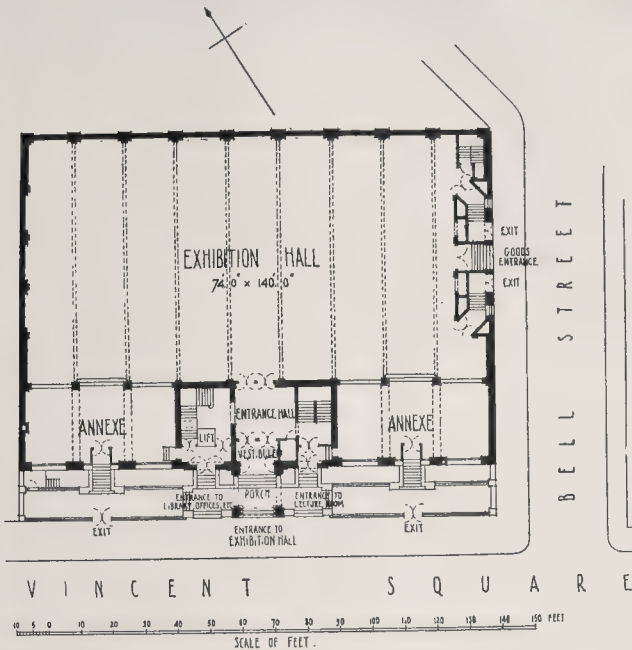 EXHIBITION HALL
74'.0" × 140'.0"
EXIT
GOODS
ENTRANCE
EXIT
BELL STREET
ANNEXE
LIFT
ENTRANCE HALL
VESTIBULE
ANNEXE
ENTRANCE TO
LIBRARY, OFFICES, ETC
PORCH
ENTRANCE TO
LECTURE ROOM
EXIT
ENTRANCE TO
EXHIBITION HALL
EXIT
VINCENT SQUARE
10 5 0 10 20 30 40 50 60 70 80 90 100 110 120 130 140 150 FEET
SCALE OF FEET.